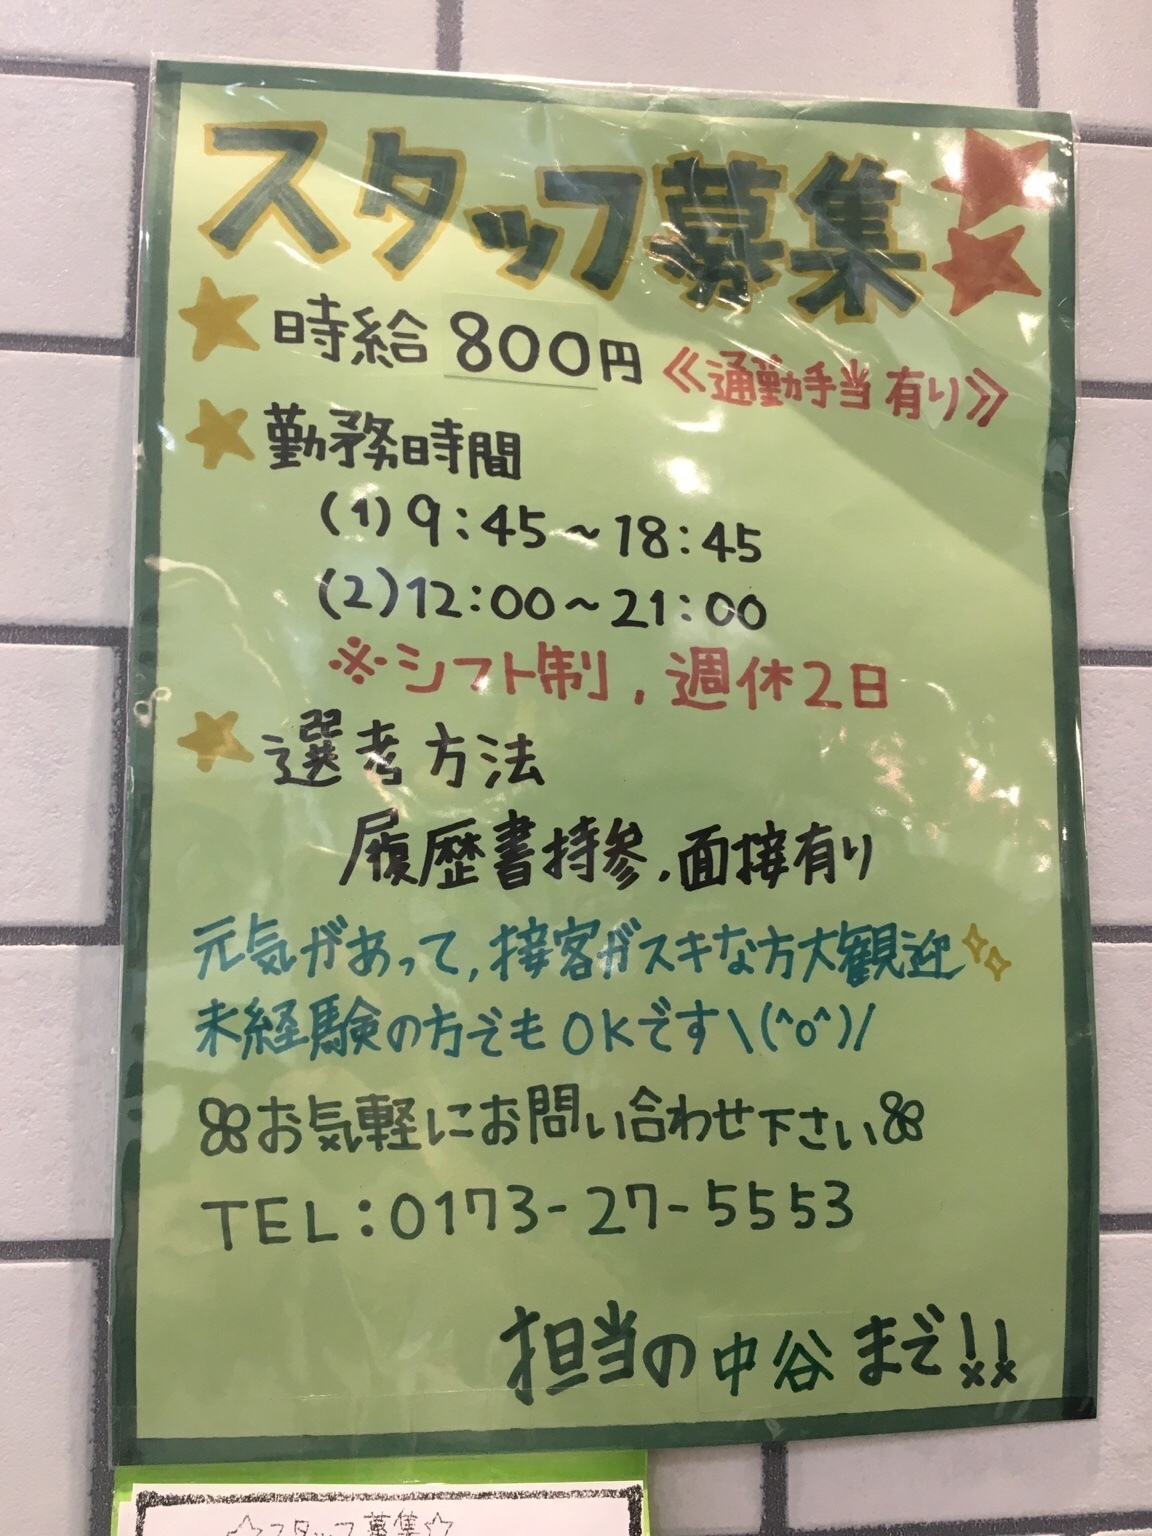 スタッフ募集
時給 800円 《通勤手当 有り》
勤務時間
(1) 9:45～18:45
(2) 12:00～21:00
※シフト制, 週休2日
選考方法
履歴書持参, 面接有り
元気があって, 接客がスキな方大観迎
未経験の方でも OKです\(^o^)/
お気軽にお問い合わせ下さい
TEL:0173-27-5553
担当の中谷まで!!
☆スタッフ募集☆